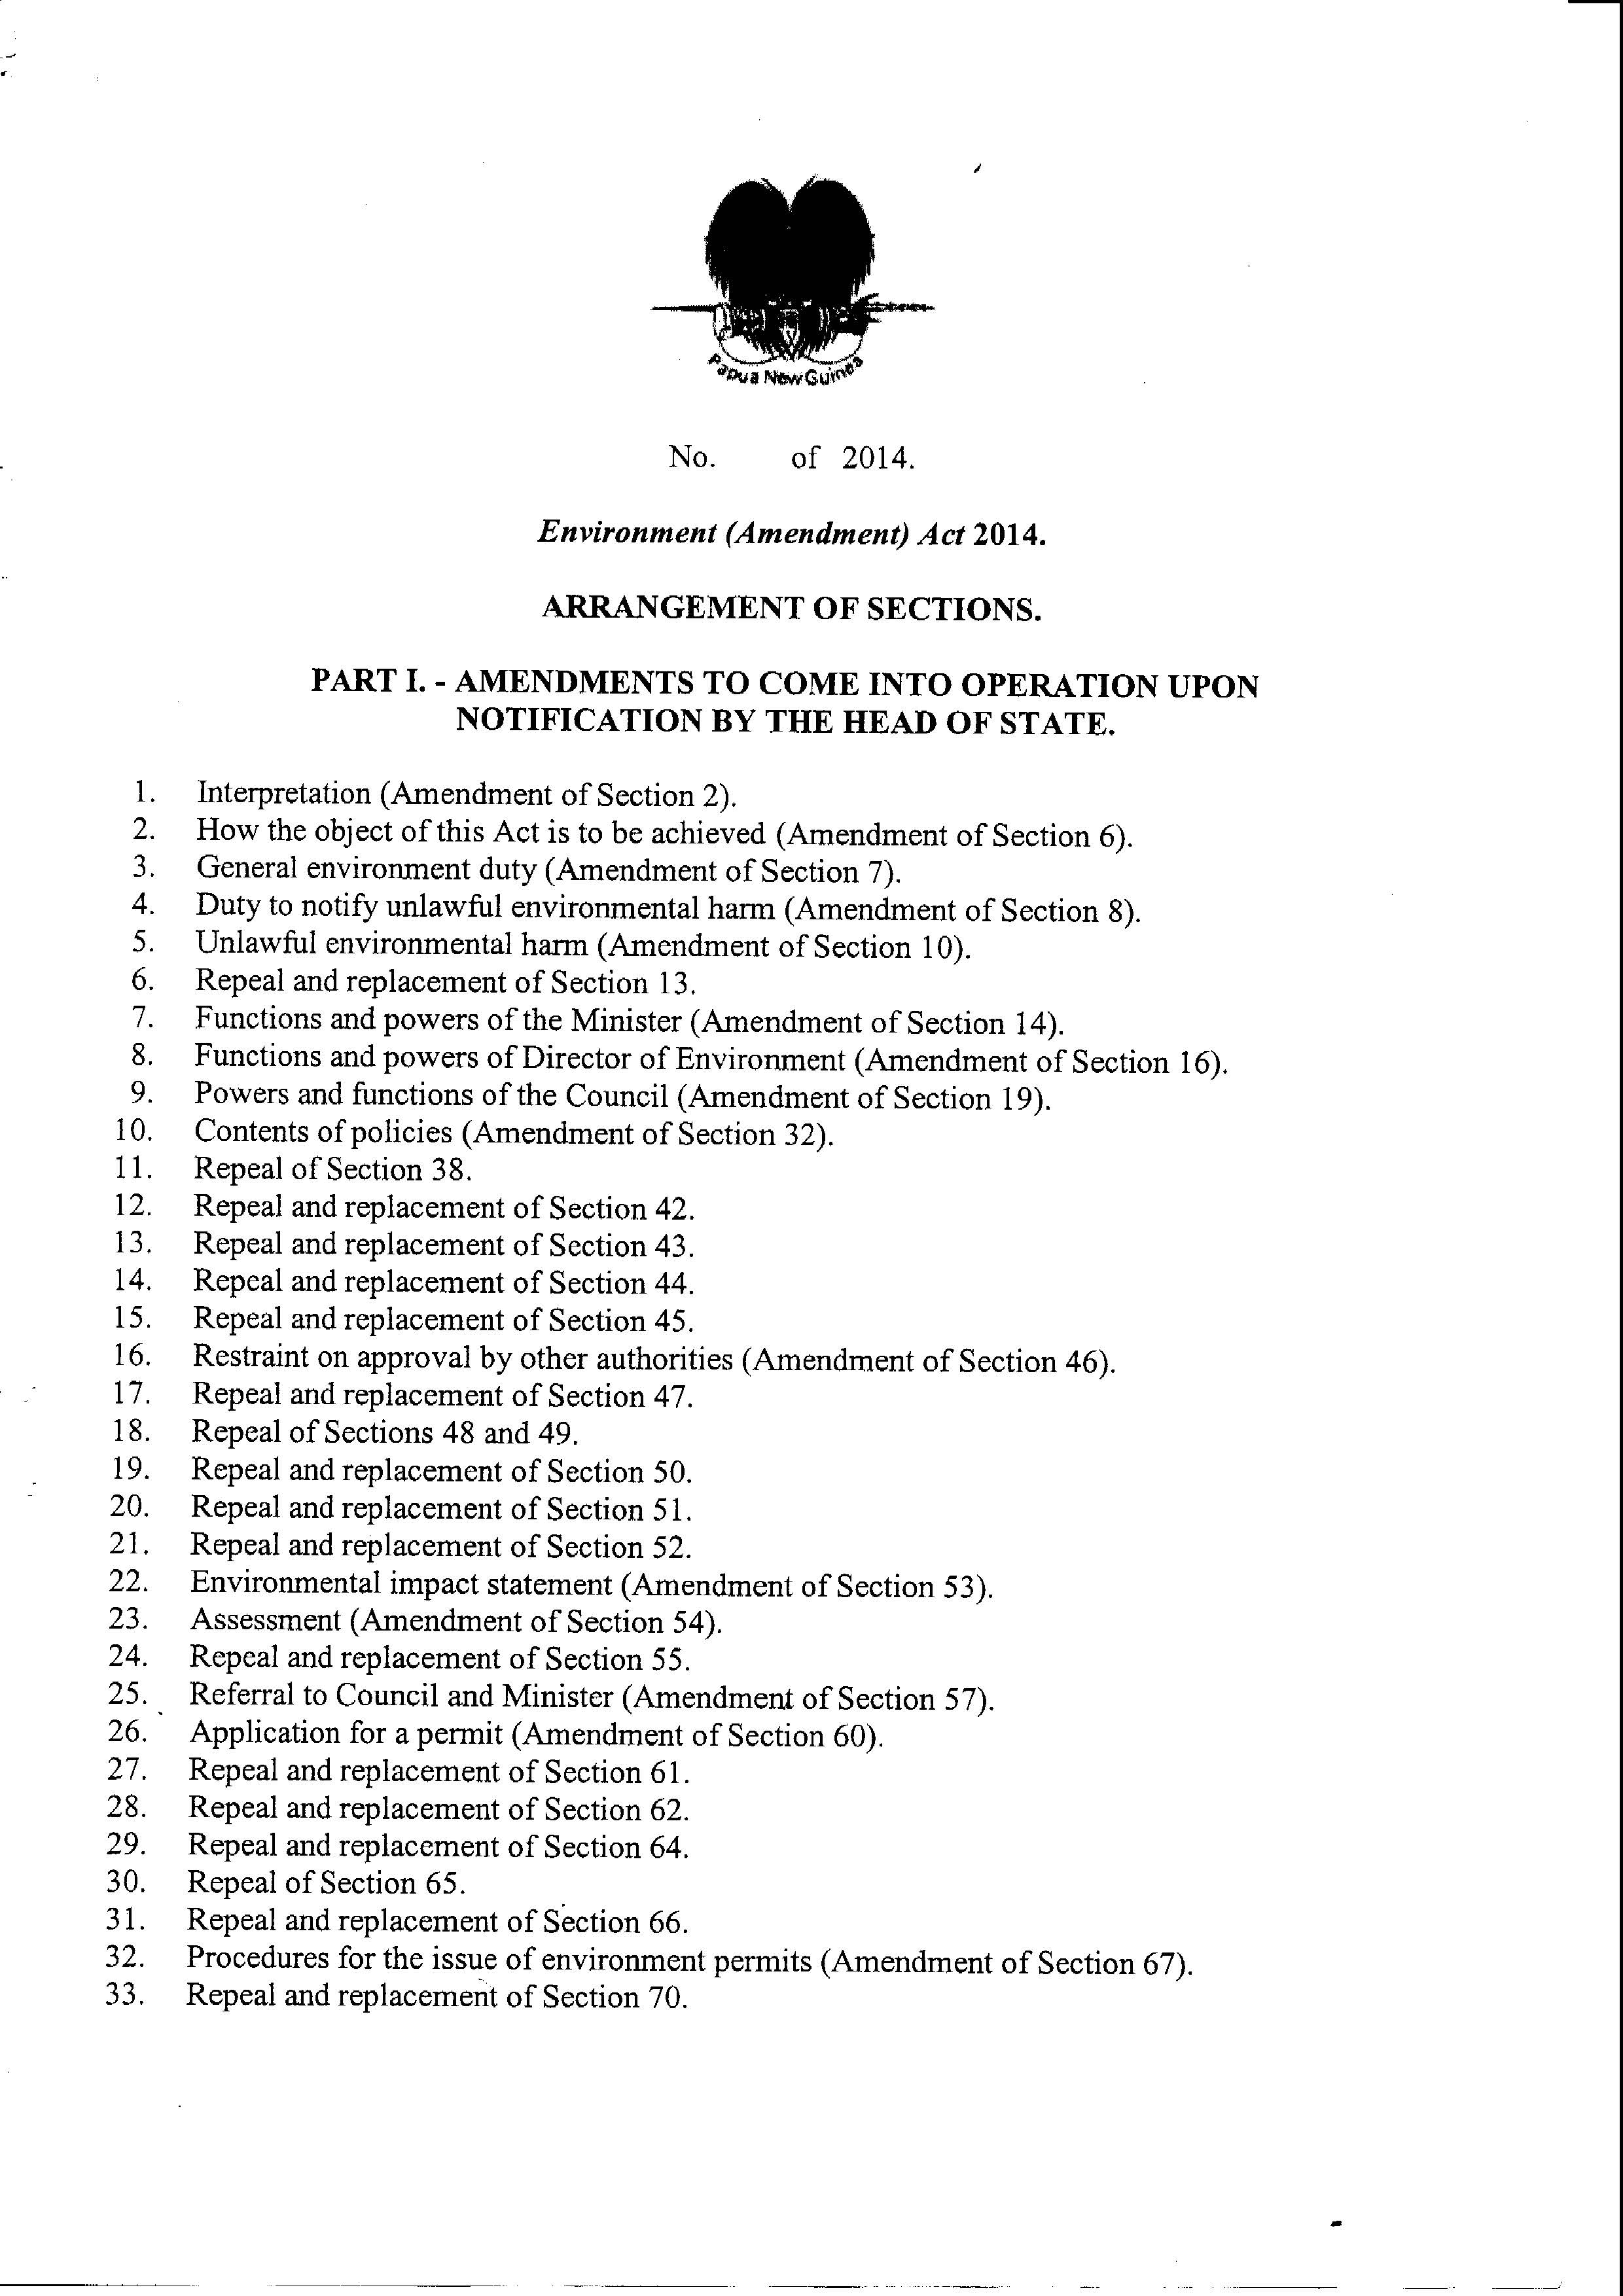 Papua New Guinea
No. of 2014.
Environment (Amendment) Act 2014.
ARRANGEMENT OF SECTIONS.
PART I. - AMENDMENTS TO COME INTO OPERATION UPON
NOTIFICATION BY THE HEAD OF STATE.
1. Interpretation (Amendment of Section 2).
2. How the object of this Act is to be achieved (Amendment of Section 6).
3. General environment duty (Amendment of Section 7).
4. Duty to notify unlawful environmental harm (Amendment of Section 8).
5. Unlawful environmental harm (Amendment of Section 10).
6. Repeal and replacement of Section 13.
7. Functions and powers of the Minister (Amendment of Section 14).
8. Functions and powers of Director of Environment (Amendment of Section 16).
9. Powers and functions of the Council (Amendment of Section 19).
10. Contents of policies (Amendment of Section 32).
11. Repeal of Section 38.
12. Repeal and replacement of Section 42.
13. Repeal and replacement of Section 43.
14. Repeal and replacement of Section 44.
15. Repeal and replacement of Section 45.
16. Restraint on approval by other authorities (Amendment of Section 46).
17. Repeal and replacement of Section 47.
18. Repeal of Sections 48 and 49.
19. Repeal and replacement of Section 50.
20. Repeal and replacement of Section 51.
21. Repeal and replacement of Section 52.
22. Environmental impact statement (Amendment of Section 53).
23. Assessment (Amendment of Section 54).
24. Repeal and replacement of Section 55.
25. Referral to Council and Minister (Amendment of Section 57).
26. Application for a permit (Amendment of Section 60).
27. Repeal and replacement of Section 61.
28. Repeal and replacement of Section 62.
29. Repeal and replacement of Section 64.
30. Repeal of Section 65.
31. Repeal and replacement of Section 66.
32. Procedures for the issue of environment permits (Amendment of Section 67).
33. Repeal and replacement of Section 70.